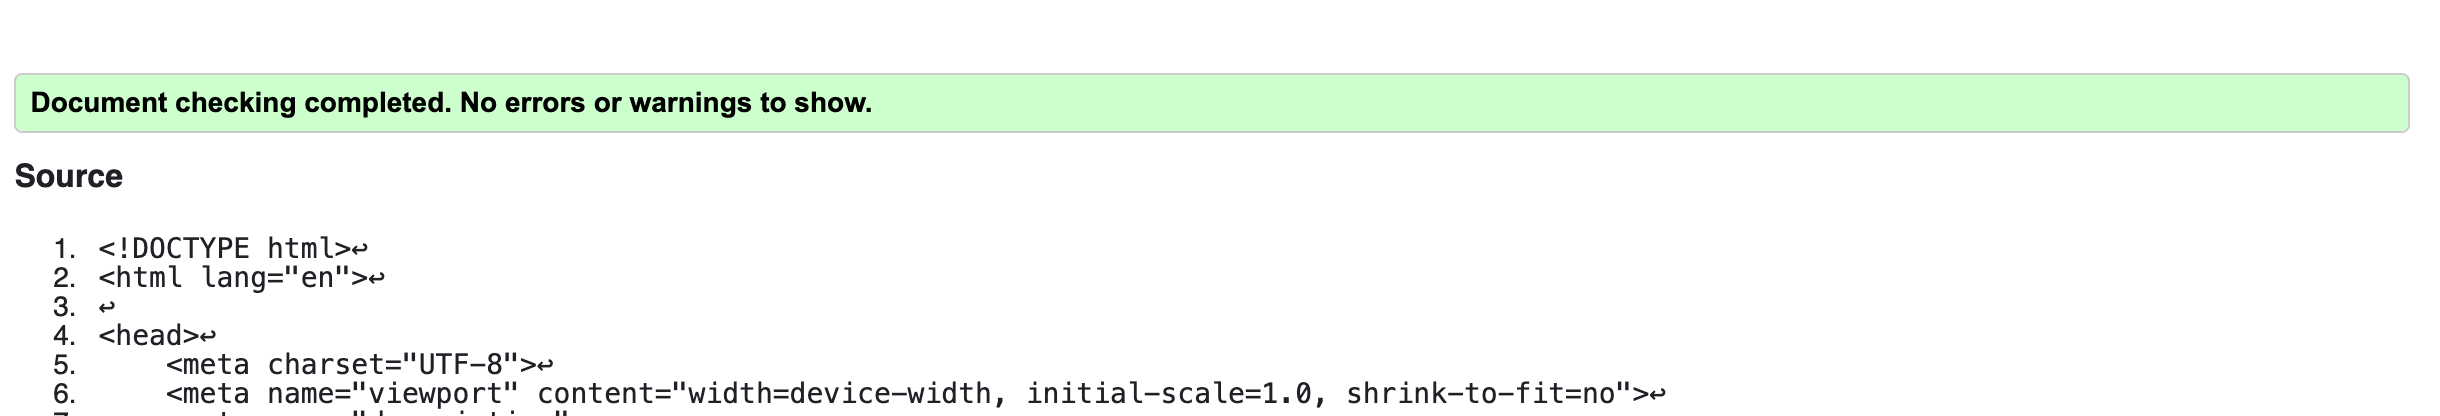 Document checking completed. No errors or warnings to show.
Source
1. <!DOCTYPE html>↩
2. <html lang="en">↩
3. ↩
4. <head>↩
5.     <meta charset="UTF-8">↩
6.     <meta name="viewport" content="width=device-width, initial-scale=1.0, shrink-to-fit=no">↩